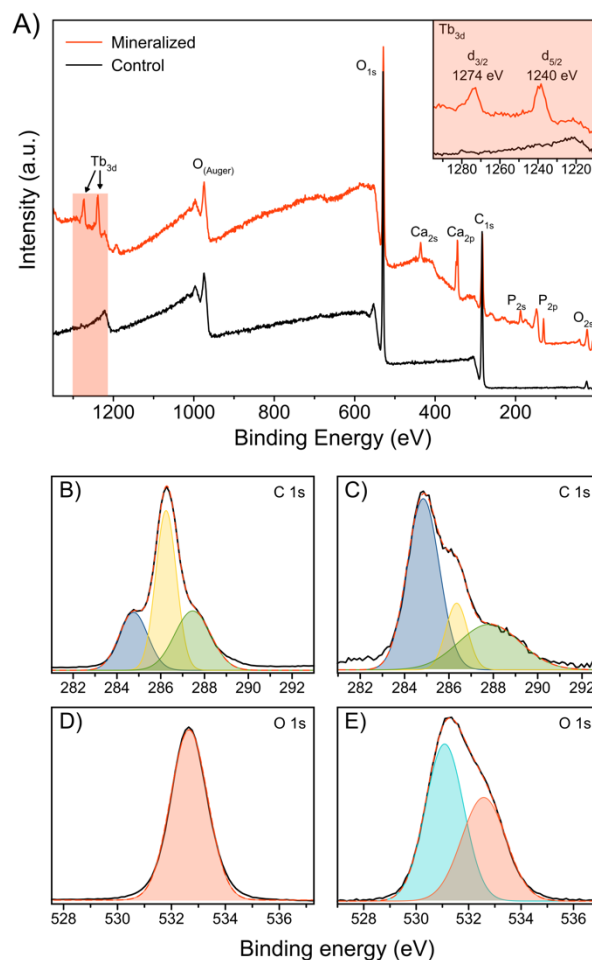 A)
Mineralized
Control
Tb3d
d3/2
1274 eV
d5/2
1240 eV
1280 1260 1240 1220
O1s
Tb3d
O(Auger)
Ca2s
Ca2p
C1s
P2s
P2p
O2s
Intensity (a.u.)
1200 1000 800 600 400 200
Binding Energy (eV)
B) C 1s
282 284 286 288 290 292
C) C 1s
282 284 286 288 290 292
D) O 1s
528 530 532 534 536
E) O 1s
528 530 532 534 536
Binding energy (eV)